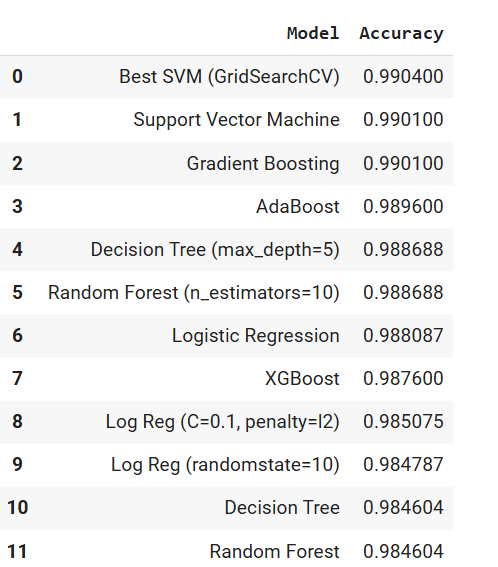 Model Accuracy
0 Best SVM (GridSearchCV) 0.990400
1 Support Vector Machine 0.990100
2 Gradient Boosting 0.990100
3 AdaBoost 0.989600
4 Decision Tree (max_depth=5) 0.988688
5 Random Forest (n_estimators=10) 0.988688
6 Logistic Regression 0.988087
7 XGBoost 0.987600
8 Log Reg (C=0.1, penalty=l2) 0.985075
9 Log Reg (randomstate=10) 0.984787
10 Decision Tree 0.984604
11 Random Forest 0.984604